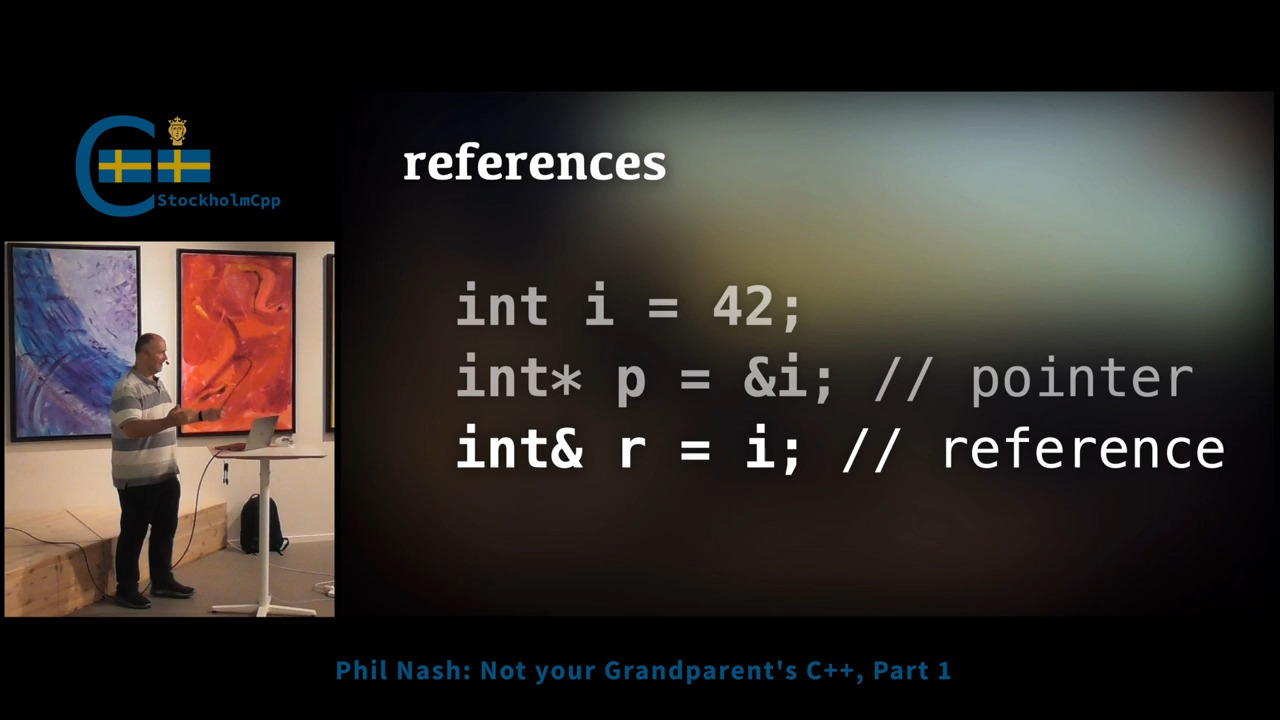 StockholmCpp
references
int i = 42;
int* p = &i; // pointer
int& r = i; // reference
Phil Nash: Not your Grandparent's C++, Part 1